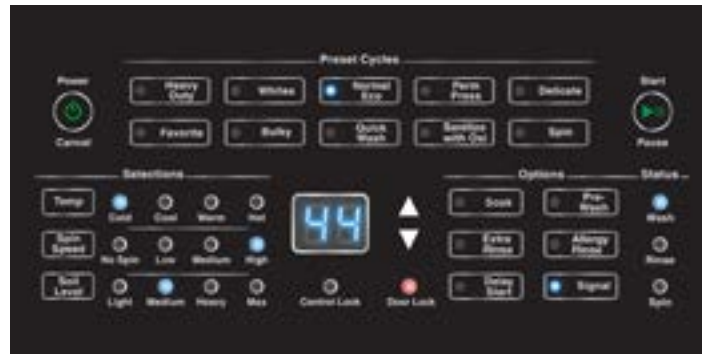 Preset Cycles
Power
Cancel
Heavy Duty
Whites
Normal Eco
Perm Press
Delicate
Favorite
Bulky
Quick Wash
Sanitize with Oxi
Spin
Start
Pause
Selections
Temp
Cold
Cool
Warm
Hot
Spin Speed
No Spin
Low
Medium
High
Soil Level
Light
Medium
Heavy
Max
44
Control Lock
Door Lock
Options
Soak
Pre-Wash
Extra Rinse
Allergy Rinse
Delay Start
Signal
Status
Wash
Rinse
Spin